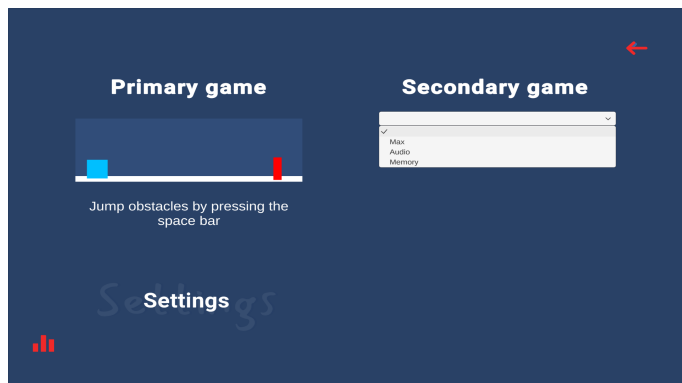 Primary game
Secondary game
Max
Audio
Memory
Jump obstacles by pressing the
space bar
Settings
Settings